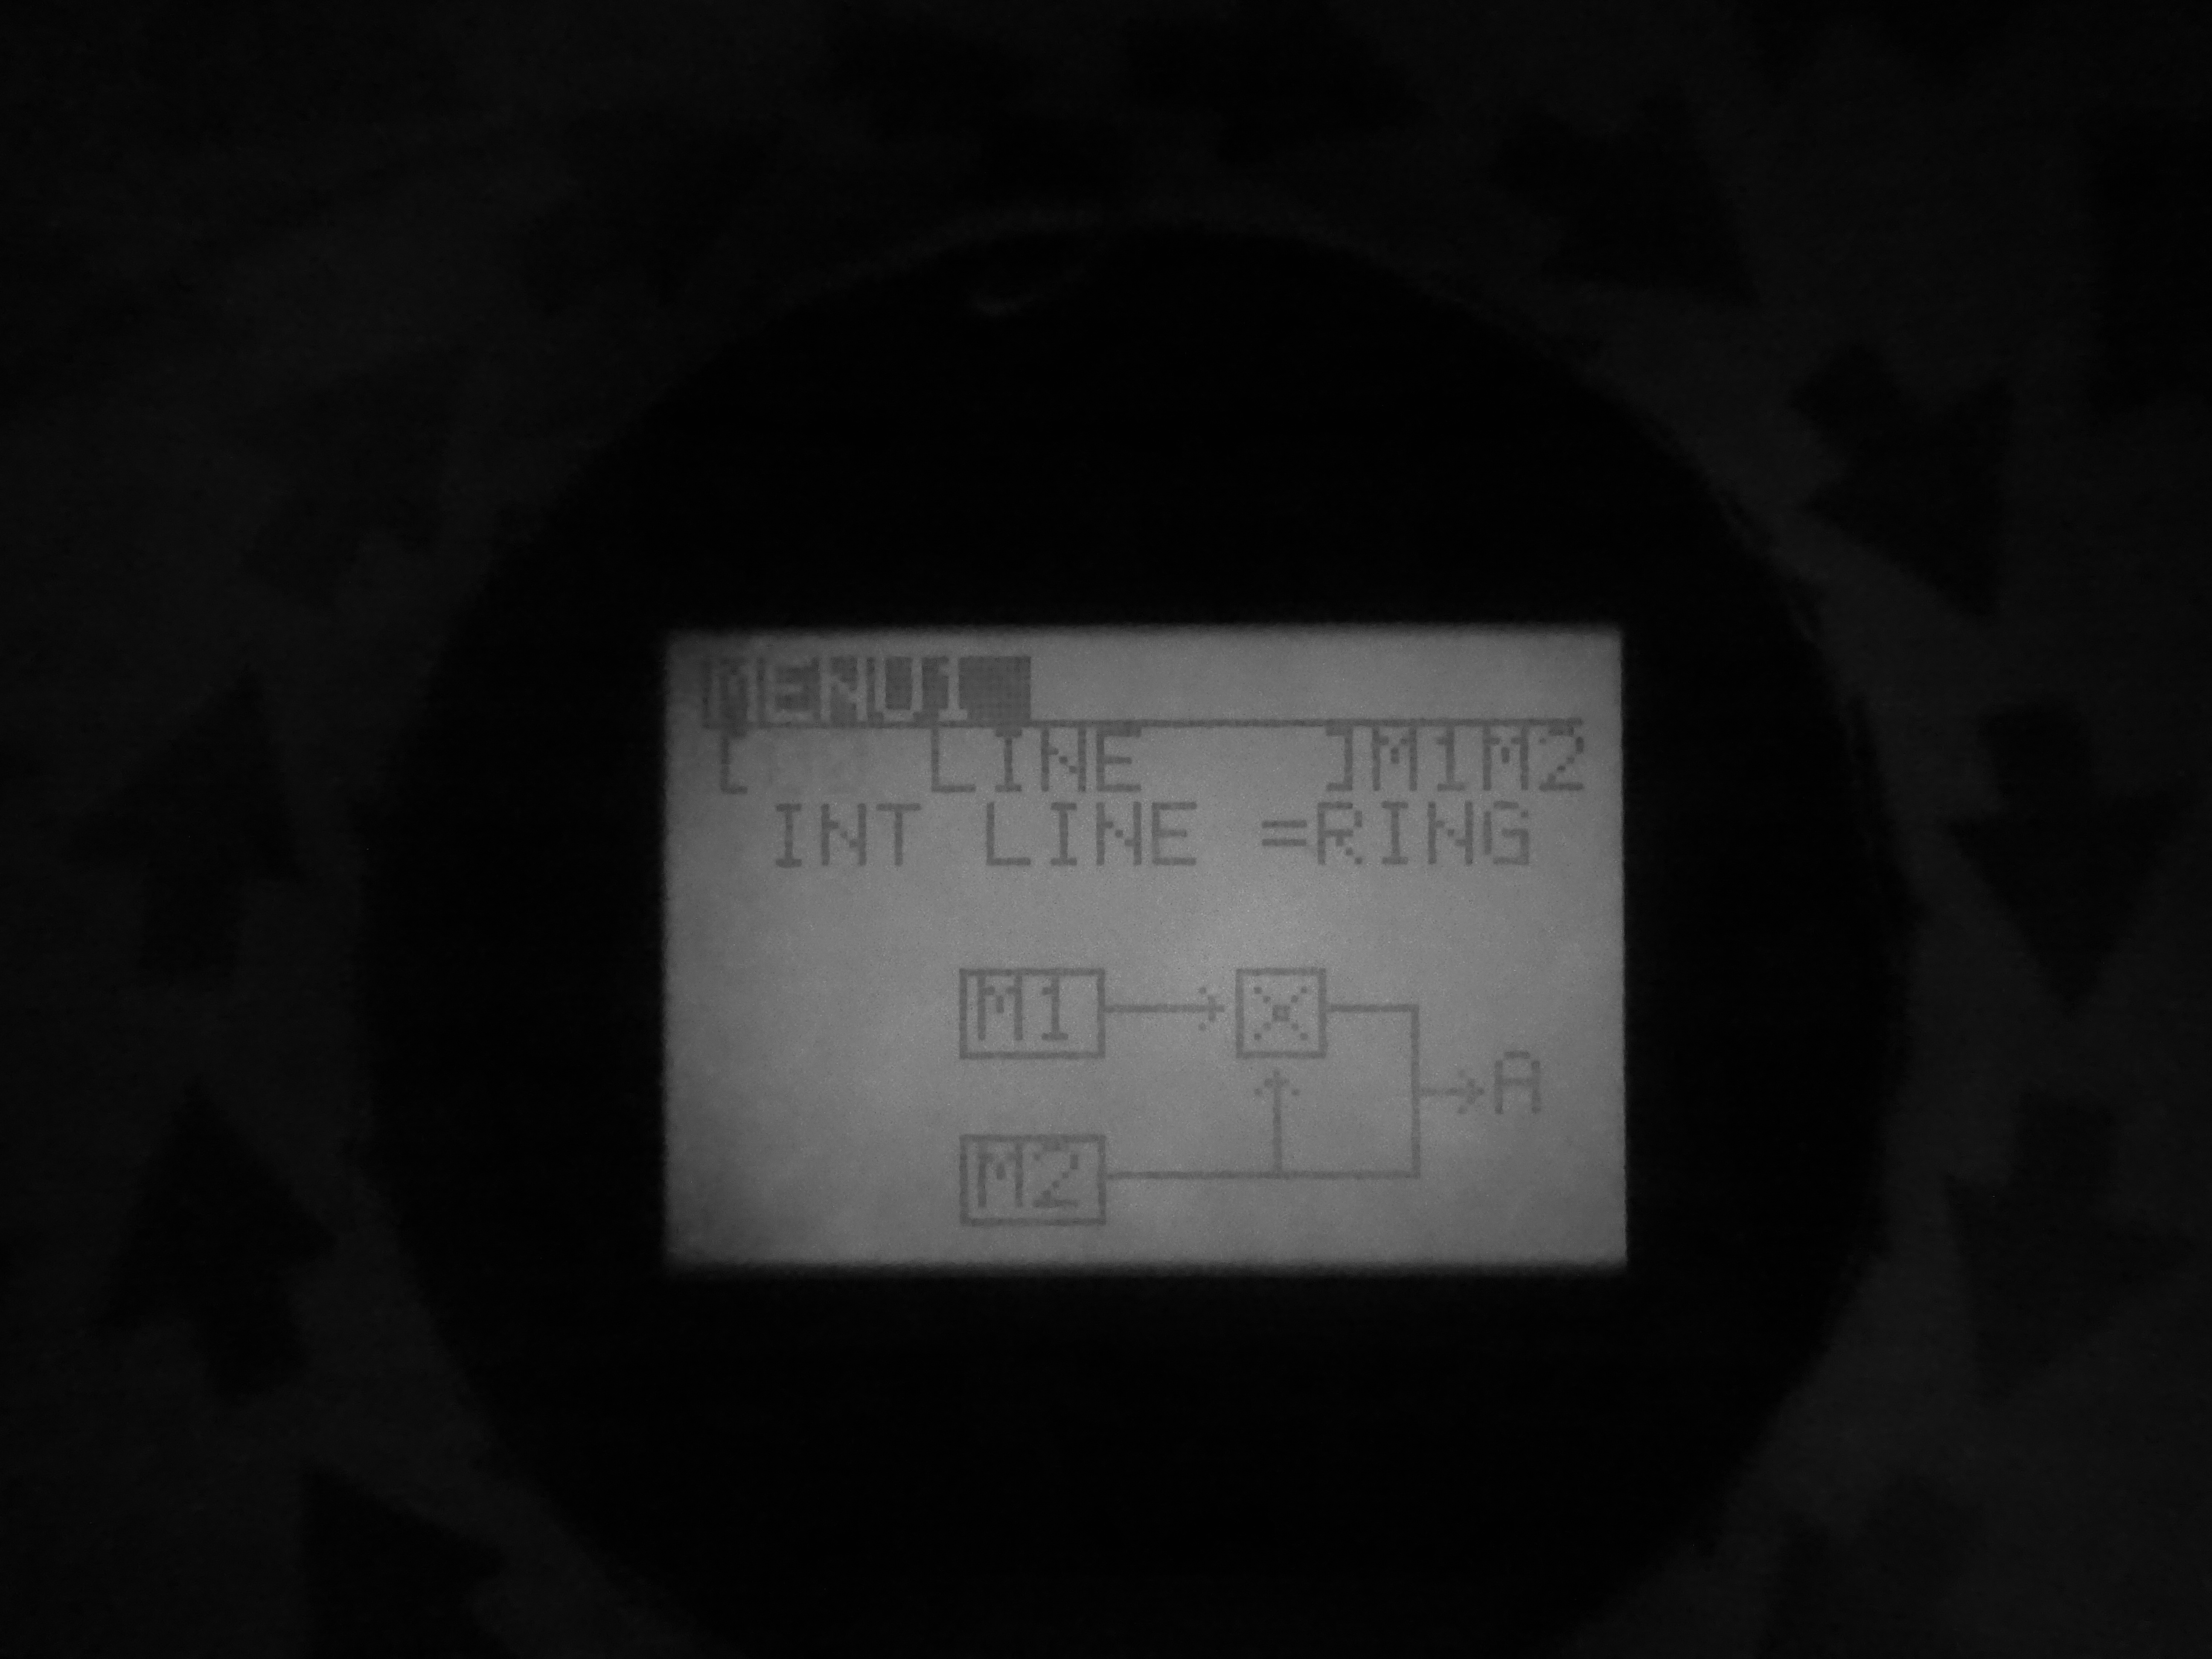 MENU1
[ LINE ]M1M2
INT LINE =RING
M1
A
M2